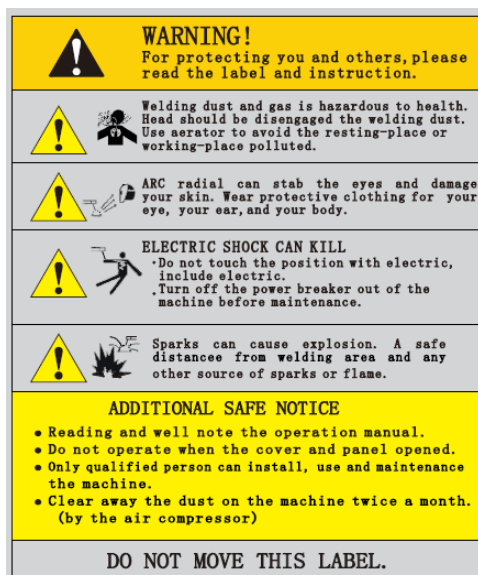 WARNING!
For protecting you and others, please
read the label and instruction.
Welding dust and gas is hazardous to health.
Head should be disengaged the welding dust.
Use aerator to avoid the resting-place or
working-place polluted.
ARC radial can stab the eyes and damage
your skin. Wear protective clothing for your
eye, your ear, and your body.
ELECTRIC SHOCK CAN KILL
·Do not touch the position with electric,
include electric.
.Turn off the power breaker out of the
machine before maintenance.
Sparks can cause explosion. A safe
distancee from welding area and any
other source of sparks or flame.
ADDITIONAL SAFE NOTICE
• Reading and well note the operation manual.
• Do not operate when the cover and panel opened.
• Only qualified person can install, use and maintenance
the machine.
• Clear away the dust on the machine twice a month.
(by the air compressor)
DO NOT MOVE THIS LABEL.